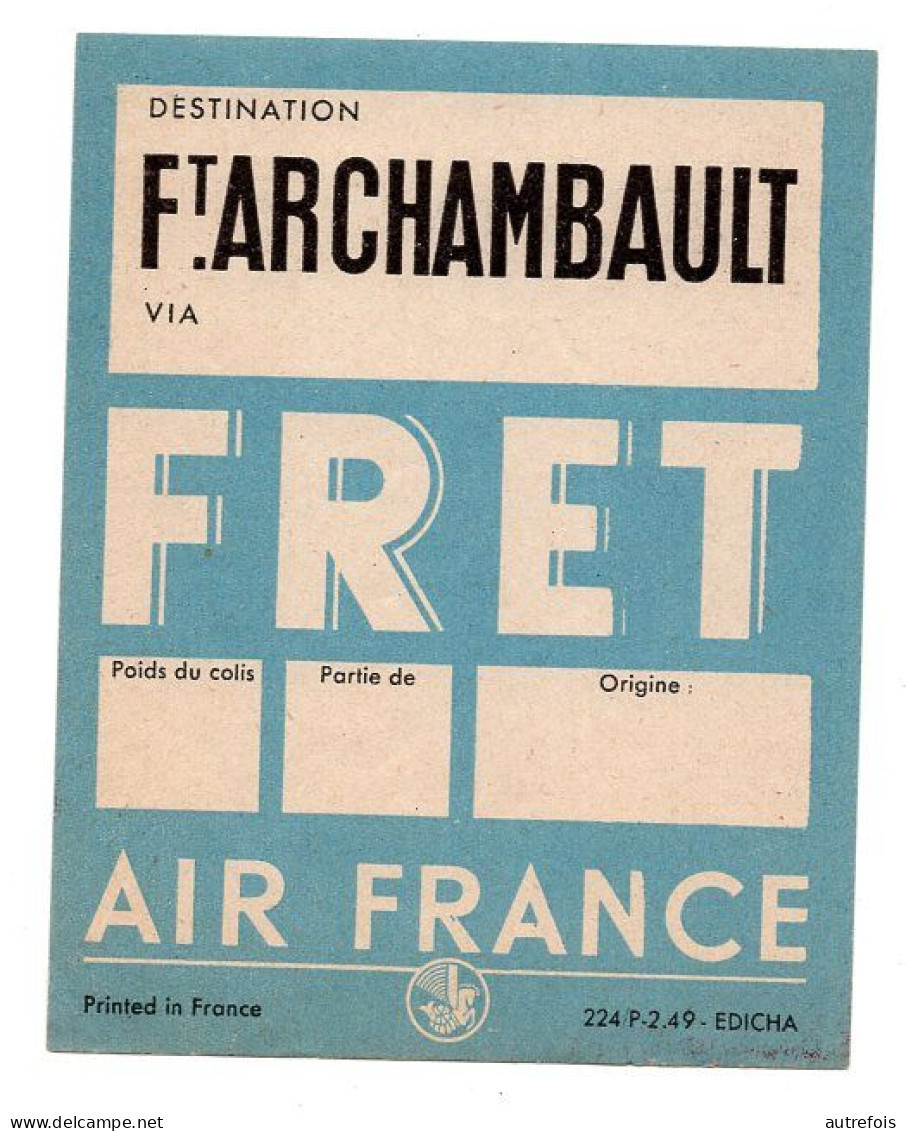 DESTINATION
FT. ARCHAMBAULT
VIA
FRET
Poids du colis Partie de Origine :
AIR FRANCE
Printed in France 224/P-2.49 - EDICHA
www.delcampe.net autrefois